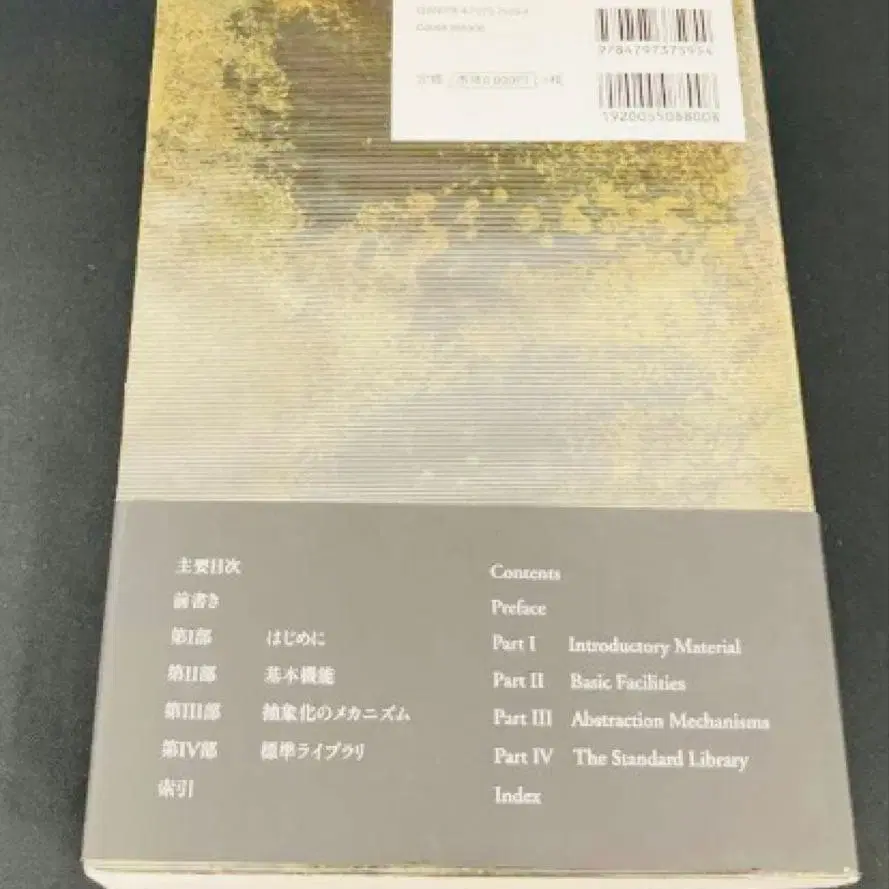 9784797375954
1920055088008
主要目次
前書き
第I部 はじめに
第II部 基本機能
第III部 抽象化のメカニズム
第IV部 標準ライブラリ
索引
Contents
Preface
Part I Introductory Material
Part II Basic Facilities
Part III Abstraction Mechanisms
Part IV The Standard Library
Index